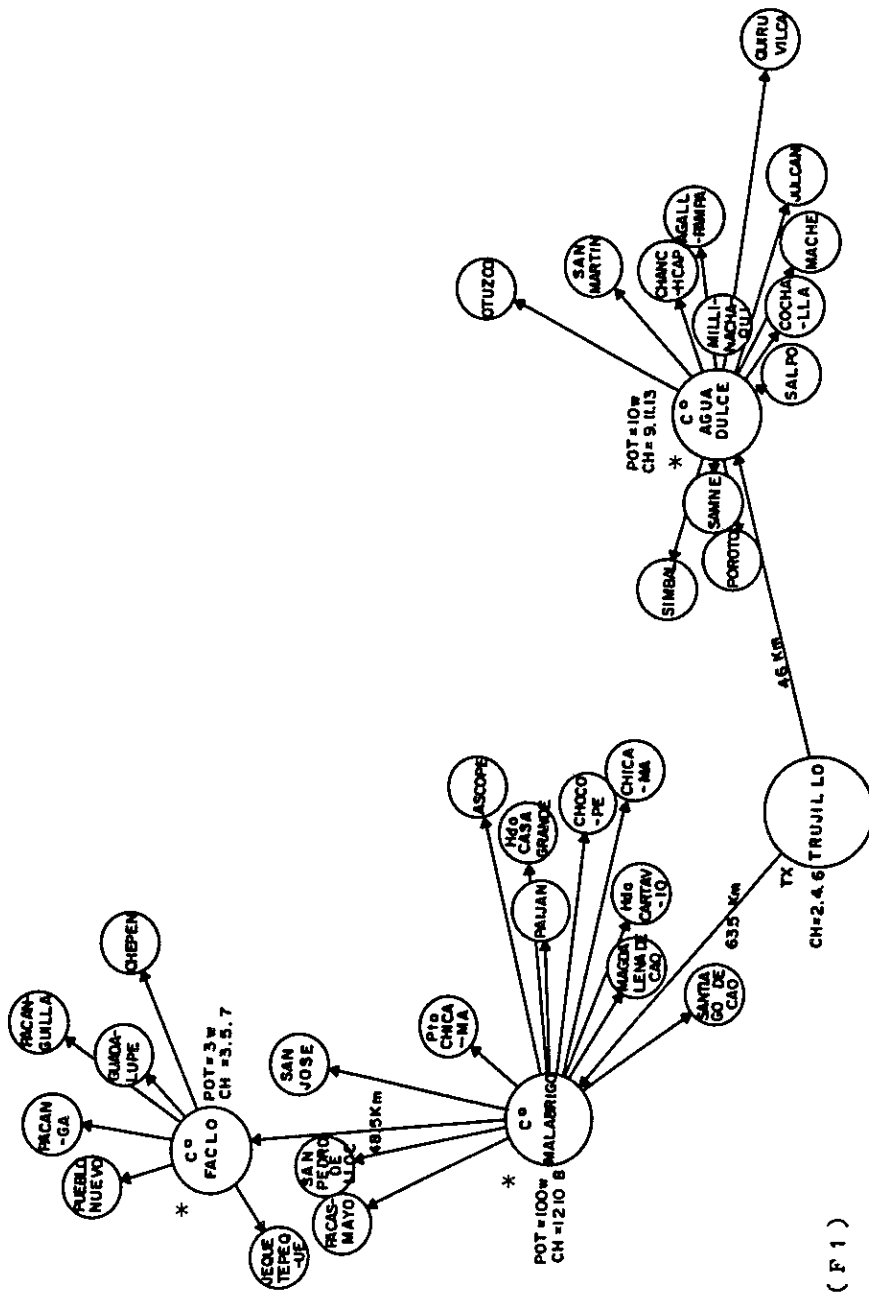 OTUZCO
SAN
MARTIN
CHANC
-HCAP
AGALL
-PAMPA
QUIRU
VILCA
JULCAN
MACHE
COCHA
-LLA
SALPO
MILLI-
NACHA
QUI
C°
AGUA
DULCE
POT=10w
CH=9.11.13
*
SIMBAL
SAMNE
POROTO
46 Km
TRUJILLO
TX
CH=2.4.6
63.5 Km
PACAN-
GUILLA
CHEPEN
GUADA-
LUPE
PACAN
-GA
PUEBLO
NUEVO
C°
FACLO
POT=3w
CH=3.5.7
*
JEQUE
TEPEQ
-UE
48.5Km
SAN
JOSE
SAN
PEDRO
DE
LLOC
PACAS-
MAYO
Pto
CHICA
-MA
ASCOPE
Hda
CASA
GRANDE
PAIJAN
CHOCO
-PE
CHICA
-MA
Hda
CARTAV
-IO
MAGDA
LENA DE
CAO
SANTIA
GO DE
CAO
C°
MALABRIGO
POT=100w
CH=12.10 8
*
(F1)